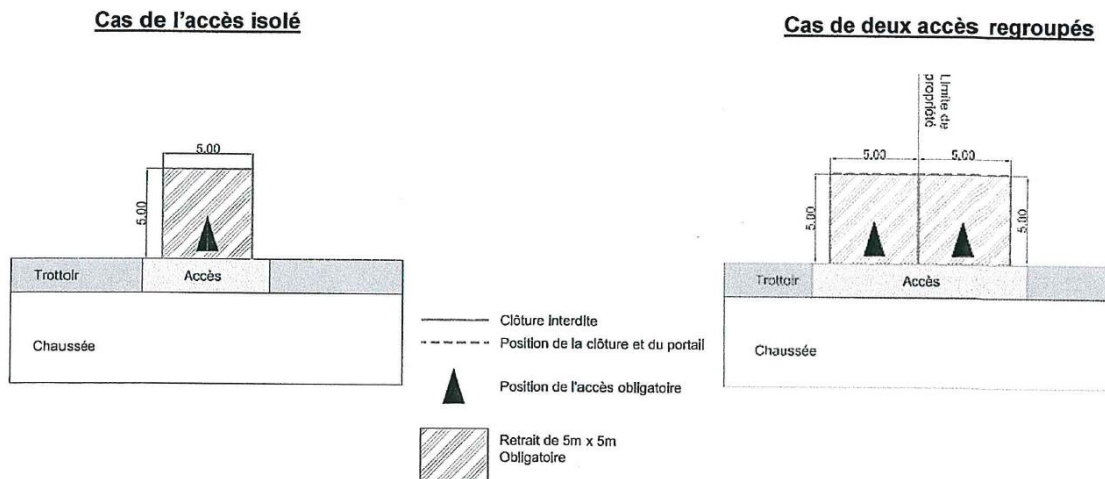 Cas de l'accès isolé
5.00
5.00
Trottoir
Accès
Chaussée
Clôture interdite
Position de la clôture et du portail
Position de l'accès obligatoire
Retrait de 5m x 5m
Obligatoire
Cas de deux accès regroupés
Limite de
propriété
5.00
5.00
5.00
5.00
Trottoir
Accès
Chaussée